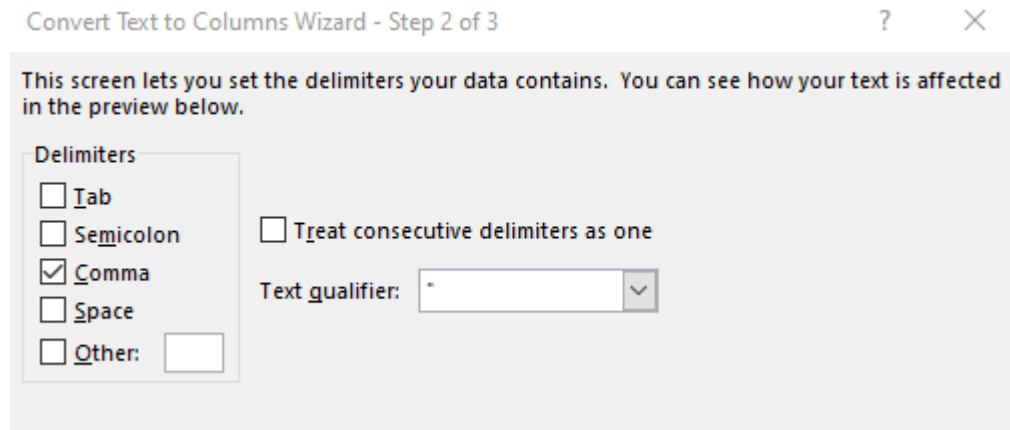 Convert Text to Columns Wizard - Step 2 of 3 ?
This screen lets you set the delimiters your data contains. You can see how your text is affected
in the preview below.
Delimiters
Tab
Semicolon
Comma
Space
Other:
Treat consecutive delimiters as one
Text qualifier: "